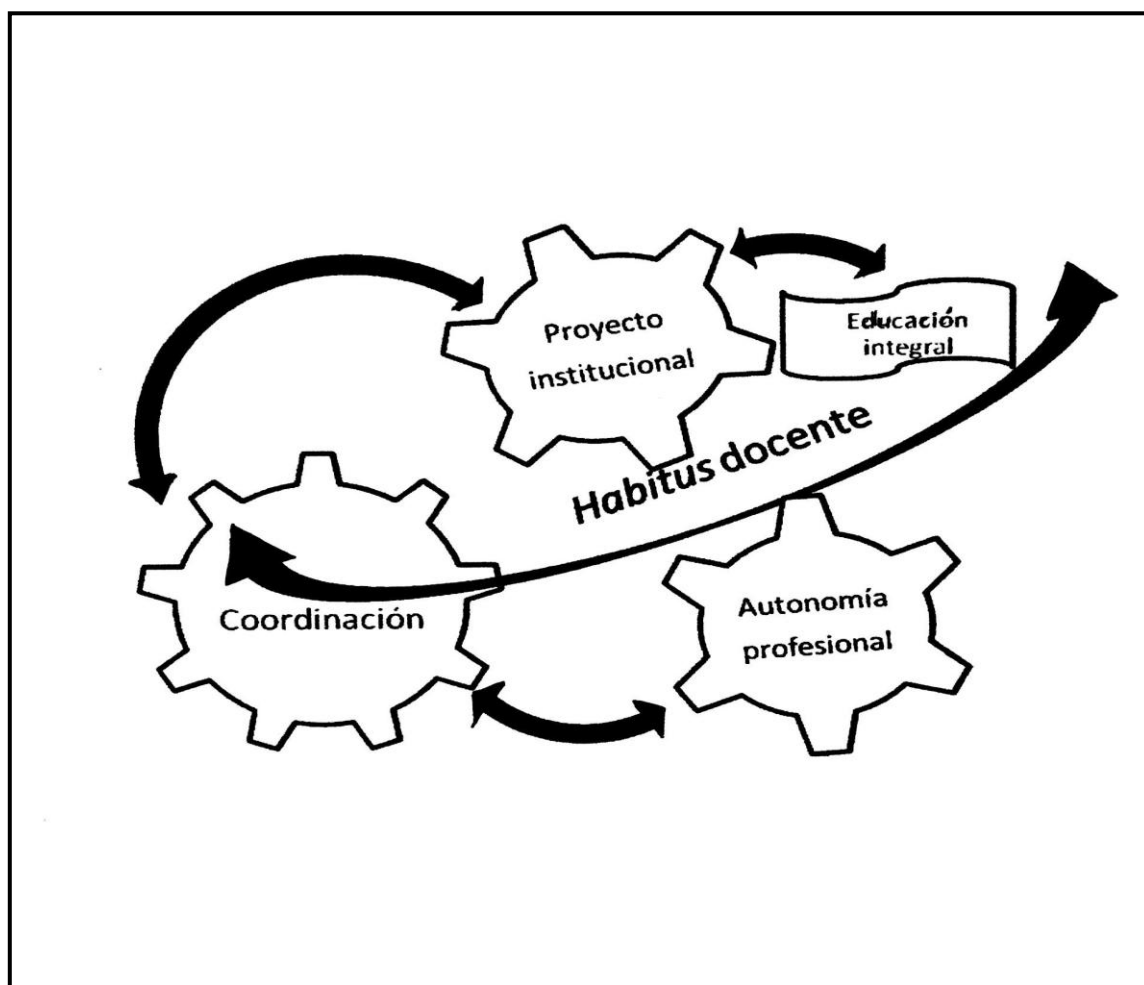 Proyecto
institucional
Educación
integral
Habitus docente
Coordinación
Autonomía
profesional